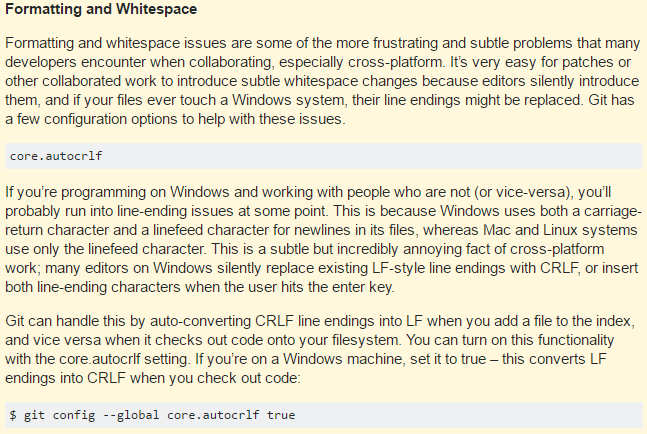 Formatting and Whitespace
Formatting and whitespace issues are some of the more frustrating and subtle problems that many
developers encounter when collaborating, especially cross-platform. It’s very easy for patches or
other collaborated work to introduce subtle whitespace changes because editors silently introduce
them, and if your files ever touch a Windows system, their line endings might be replaced. Git has
a few configuration options to help with these issues.
core.autocrlf
If you’re programming on Windows and working with people who are not (or vice-versa), you’ll
probably run into line-ending issues at some point. This is because Windows uses both a carriage-
return character and a linefeed character for newlines in its files, whereas Mac and Linux systems
use only the linefeed character. This is a subtle but incredibly annoying fact of cross-platform
work; many editors on Windows silently replace existing LF-style line endings with CRLF, or insert
both line-ending characters when the user hits the enter key.
Git can handle this by auto-converting CRLF line endings into LF when you add a file to the index,
and vice versa when it checks out code onto your filesystem. You can turn on this functionality
with the core.autocrlf setting. If you’re on a Windows machine, set it to true – this converts LF
endings into CRLF when you check out code:
$ git config --global core.autocrlf true